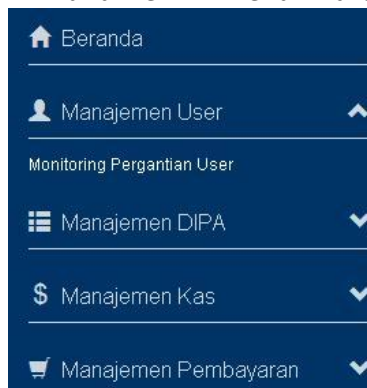 Beranda
Manajemen User
Monitoring Pergantian User
Manajemen DIPA
$ Manajemen Kas
Manajemen Pembayaran